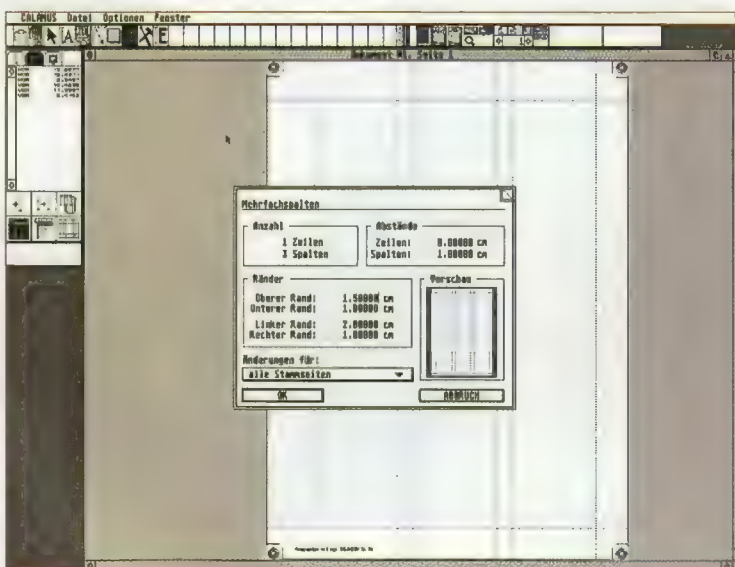 CALAMUS Datei Optionen Fenster
Mehrfachspalten
Anzahl
1 Zeilen
3 Spalten
Abstände
Zeilen: 0.00000 cm
Spalten: 1.00000 cm
Ränder
Oberer Rand: 1.50000 cm
Unterer Rand: 1.00000 cm
Linker Rand: 2.00000 cm
Rechter Rand: 1.00000 cm
Vorschau
Änderungen für:
alle Stammseiten
OK
ABBRUCH